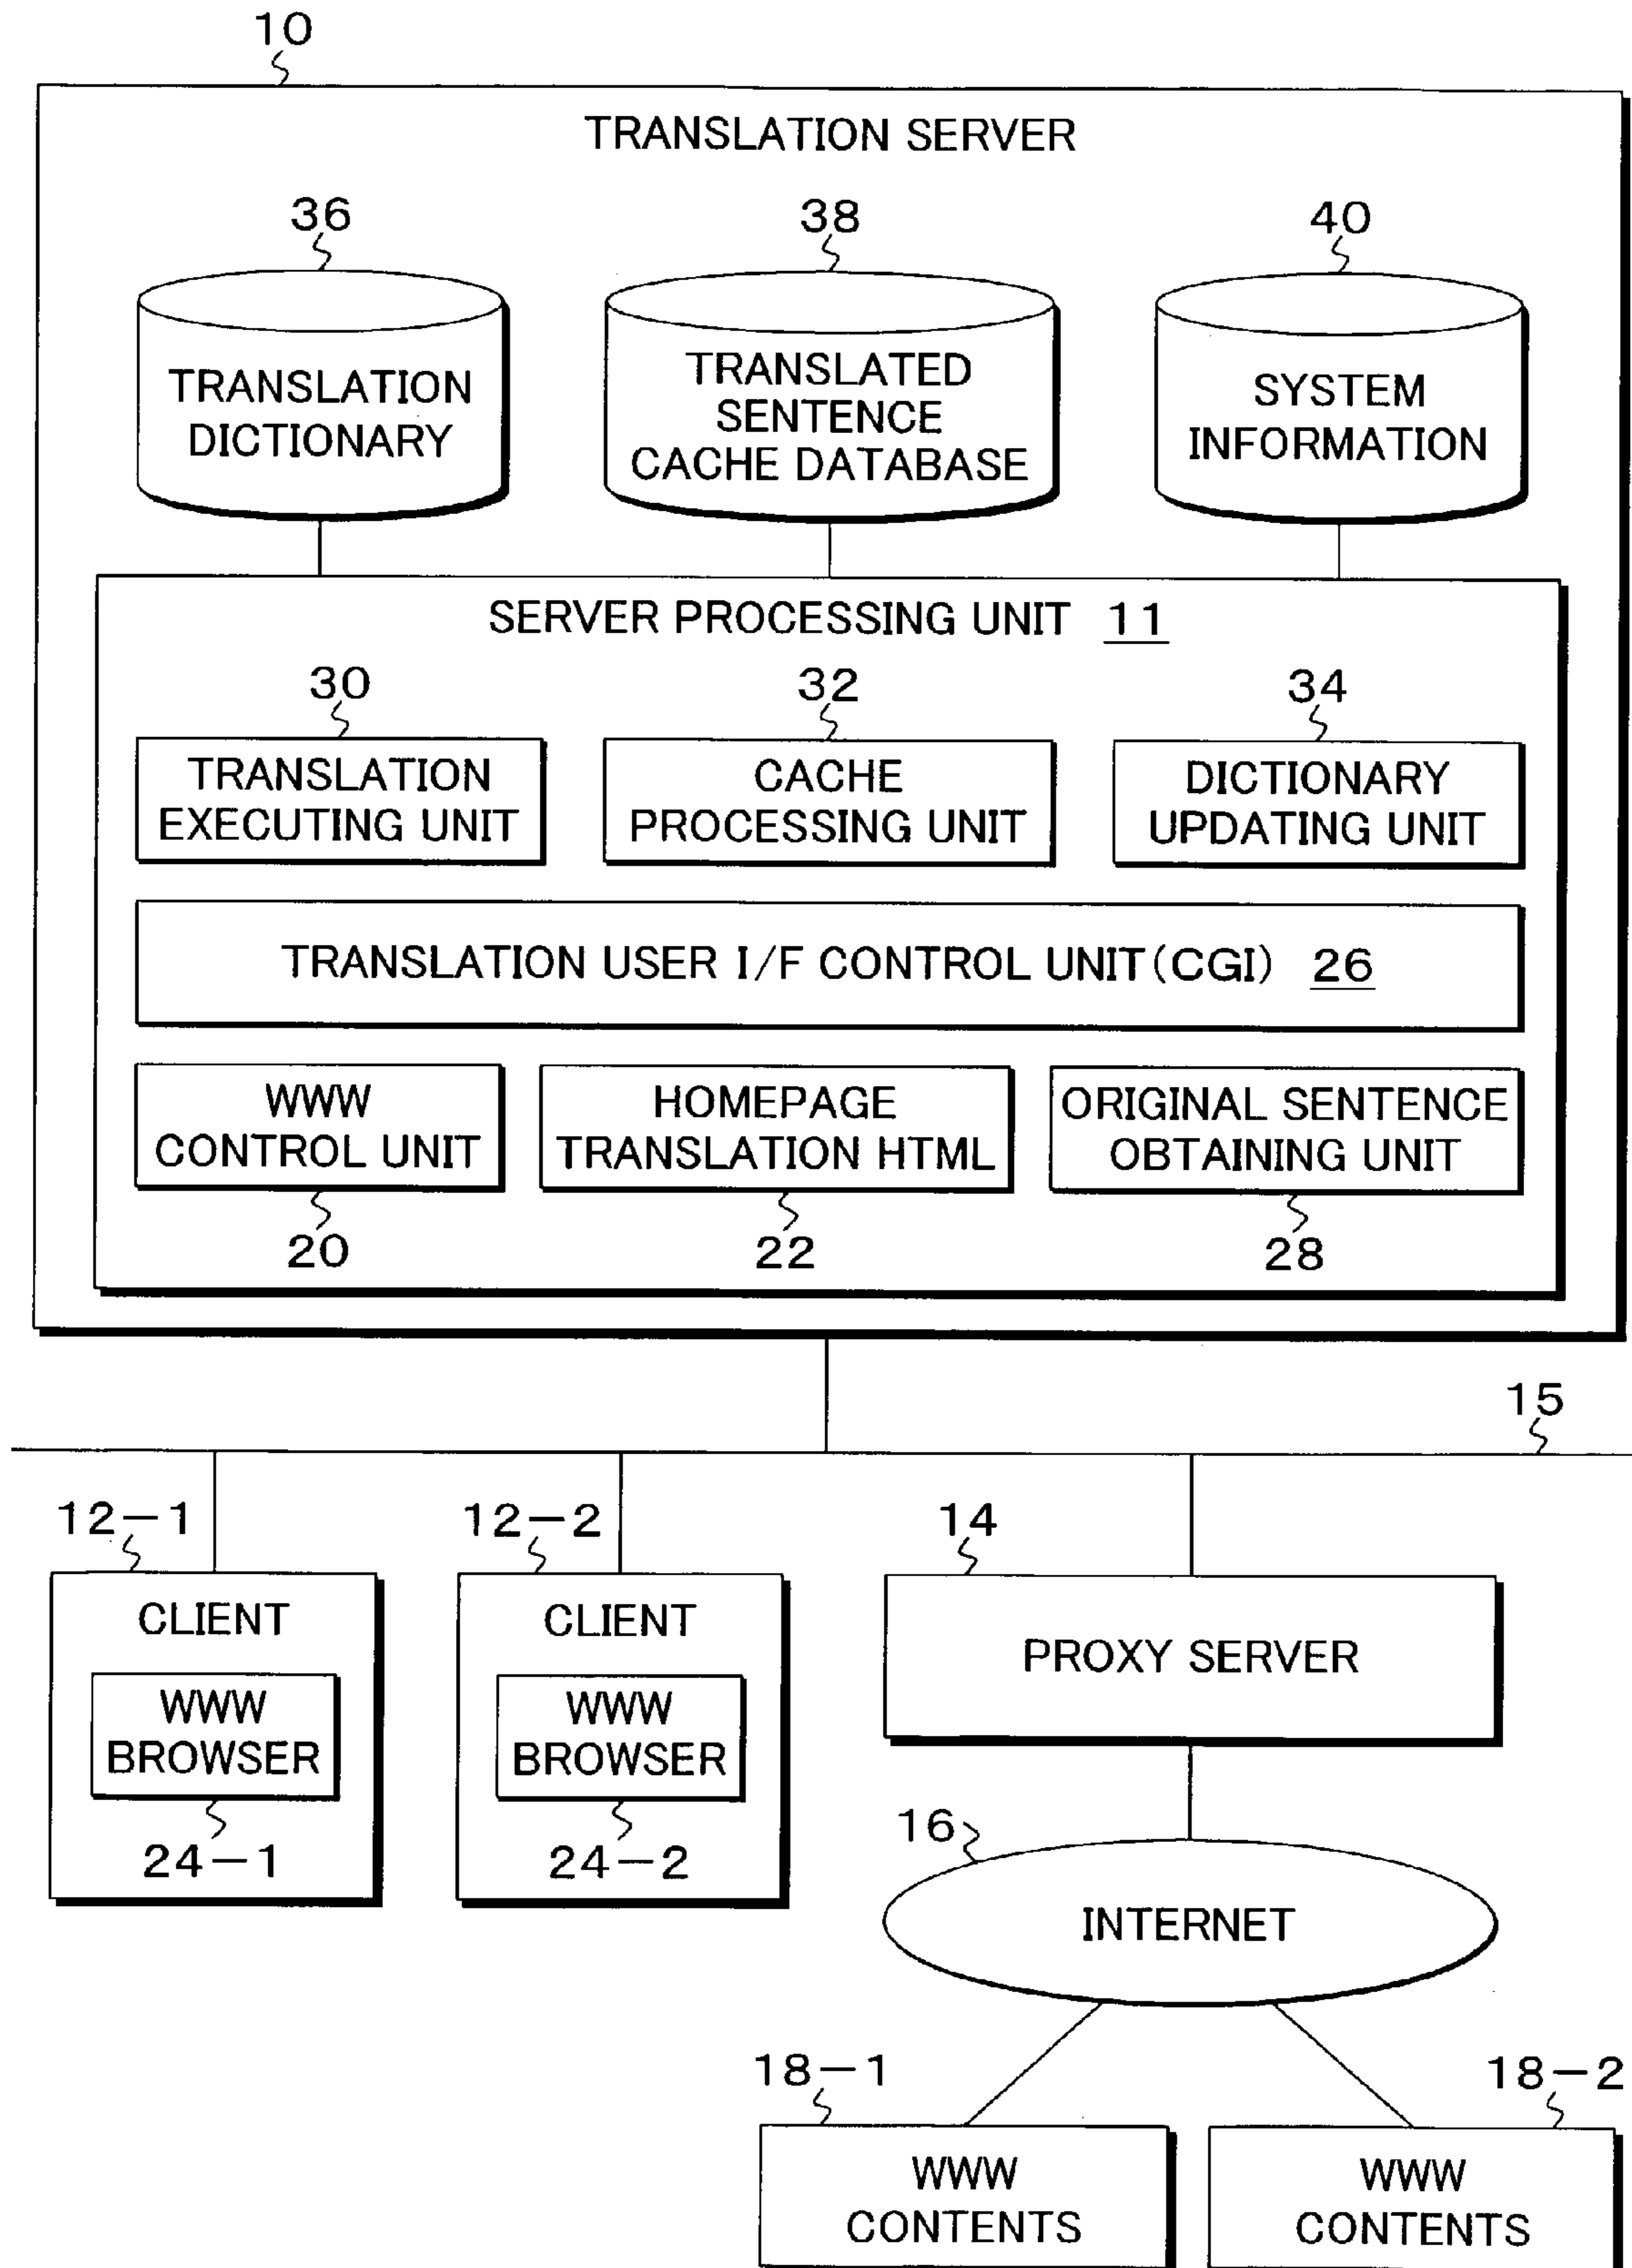 10
TRANSLATION SERVER
36
38
40
TRANSLATION
DICTIONARY
TRANSLATED
SENTENCE
CACHE DATABASE
SYSTEM
INFORMATION
SERVER PROCESSING UNIT 11
30
32
34
TRANSLATION
EXECUTING UNIT
CACHE
PROCESSING UNIT
DICTIONARY
UPDATING UNIT
TRANSLATION USER I/F CONTROL UNIT(CGI) 26
WWW
CONTROL UNIT
HOMEPAGE
TRANSLATION HTML
ORIGINAL SENTENCE
OBTAINING UNIT
20
22
28
15
12-1
12-2
14
CLIENT
WWW
BROWSER
24-1
CLIENT
WWW
BROWSER
24-2
PROXY SERVER
16
INTERNET
18-1
18-2
WWW
CONTENTS
WWW
CONTENTS